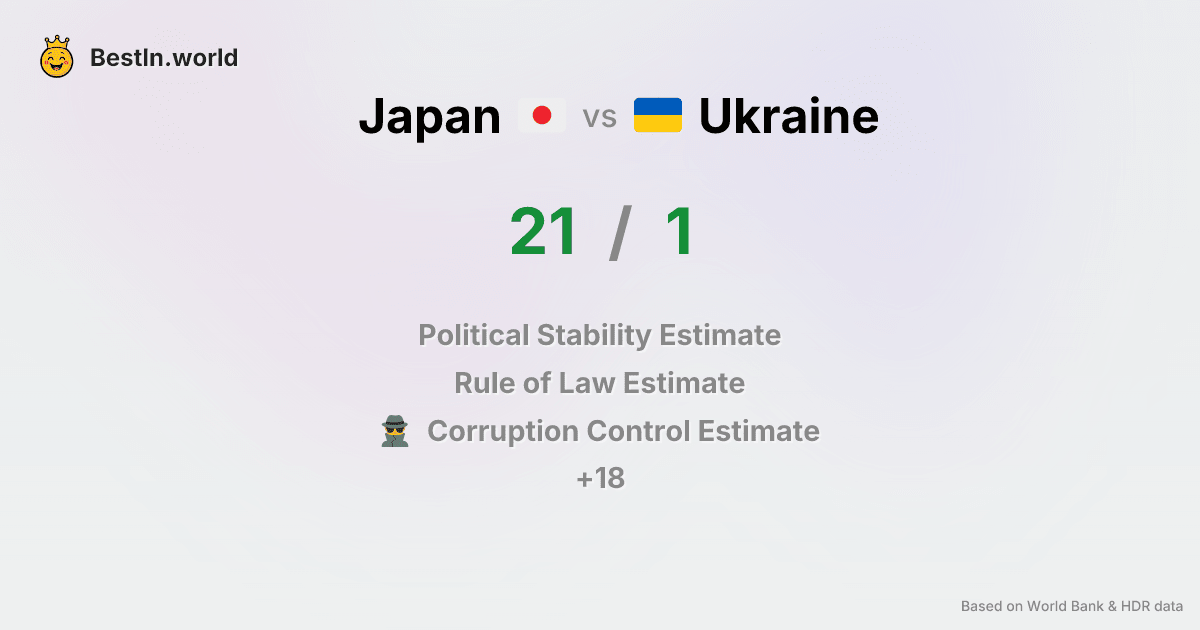 BestIn.world
Japan vs Ukraine
21 / 1
Political Stability Estimate
Rule of Law Estimate
Corruption Control Estimate
+18
Based on World Bank & HDR data